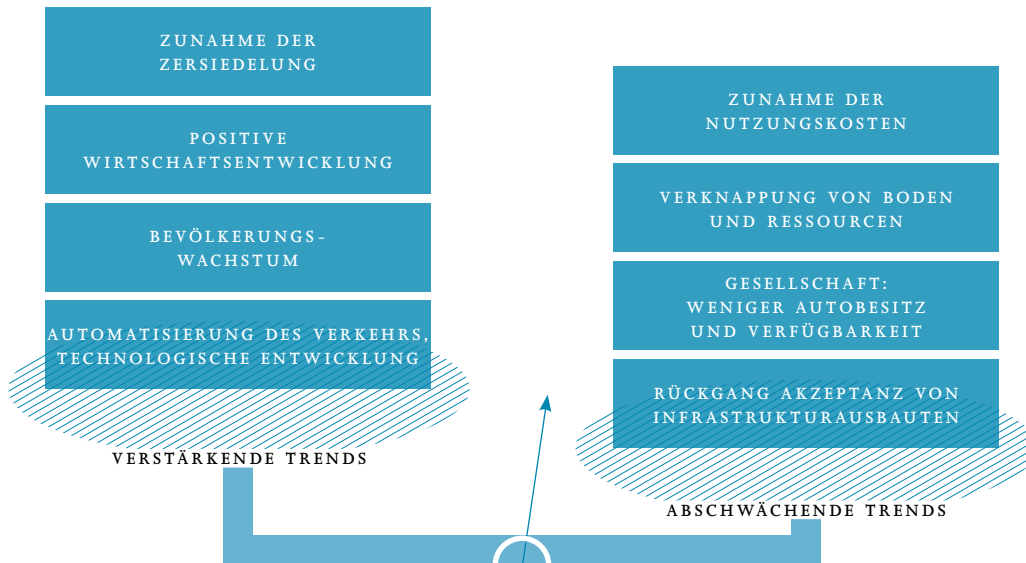 ZUNAHME DER
ZERSIEDELUNG
POSITIVE
WIRTSCHAFTSENTWICKLUNG
BEVÖLKERUNGS-
WACHSTUM
AUTOMATISIERUNG DES VERKEHRS,
TECHNOLOGISCHE ENTWICKLUNG
VERSTÄRKENDE TRENDS
ZUNAHME DER
NUTZUNGSKOSTEN
VERKNAPPUNG VON BODEN
UND RESSOURCEN
GESELLSCHAFT:
WENIGER AUTOBESITZ
UND VERFÜGBARKEIT
RÜCKGANG AKZEPTANZ VON
INFRASTRUKTURAUSBAUTEN
ABSCHWÄCHENDE TRENDS